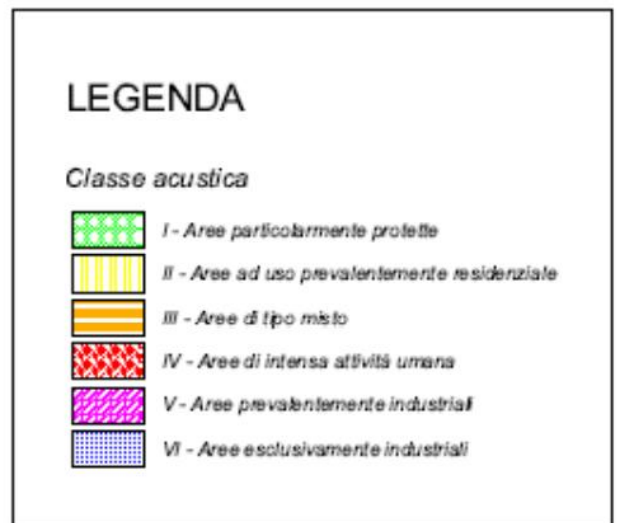 LEGENDA
Classe acustica
I - Aree particolarmente protette
II - Aree ad uso prevalentemente residenziale
III - Aree di tipo misto
IV - Aree di intensa attività umana
V - Aree prevalentemente industriali
VI - Aree esclusivamente industriali